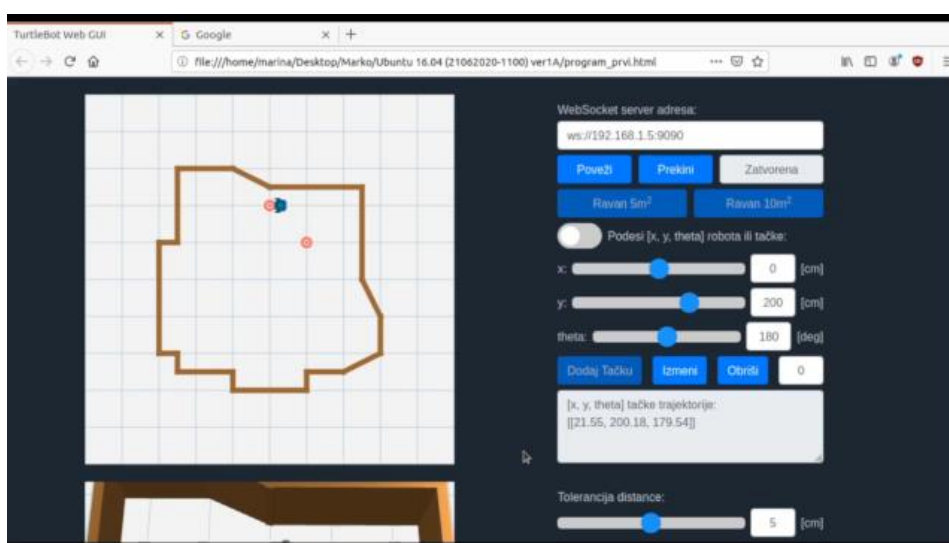 TurtleBot Web GUI
Google
file:///home/marina/Desktop/Marko/Ubuntu 16.04 (21062020-1100) ver1A/program_prvi.html
WebSocket server adresa:
ws://192.168.1.5:9090
Poveži Prekini Zatvorena
Ravan 5m² Ravan 10m²
Podesi [x, y, theta] robota ili tačke:
x: 0 [cm]
y: 200 [cm]
theta: 180 [deg]
Dodaj Tačku Izmeni Obriši 0
[x, y, theta] tačke trajektorije:
[[21.55, 200.18, 179.54]]
Tolerancija distance:
5 [cm]